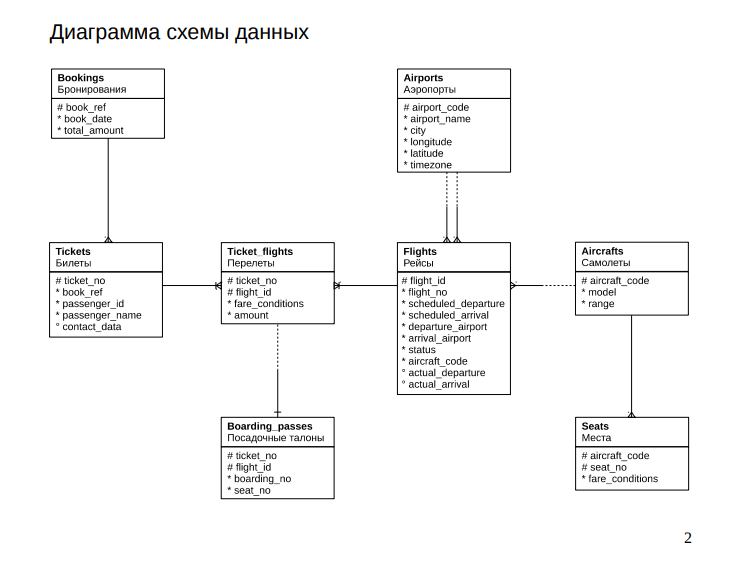 Диаграмма схемы данных
Bookings
Бронирования
# book_ref
* book_date
* total_amount
Airports
Аэропорты
# airport_code
* airport_name
* city
* longitude
* latitude
* timezone
Tickets
Билеты
# ticket_no
* book_ref
* passenger_id
* passenger_name
° contact_data
Ticket_flights
Перелеты
# ticket_no
# flight_id
* fare_conditions
* amount
Flights
Рейсы
# flight_id
* flight_no
* scheduled_departure
* scheduled_arrival
* departure_airport
* arrival_airport
* status
* aircraft_code
° actual_departure
° actual_arrival
Aircrafts
Самолеты
# aircraft_code
* model
* range
Boarding_passes
Посадочные талоны
# ticket_no
# flight_id
* boarding_no
* seat_no
Seats
Места
# aircraft_code
# seat_no
* fare_conditions
2